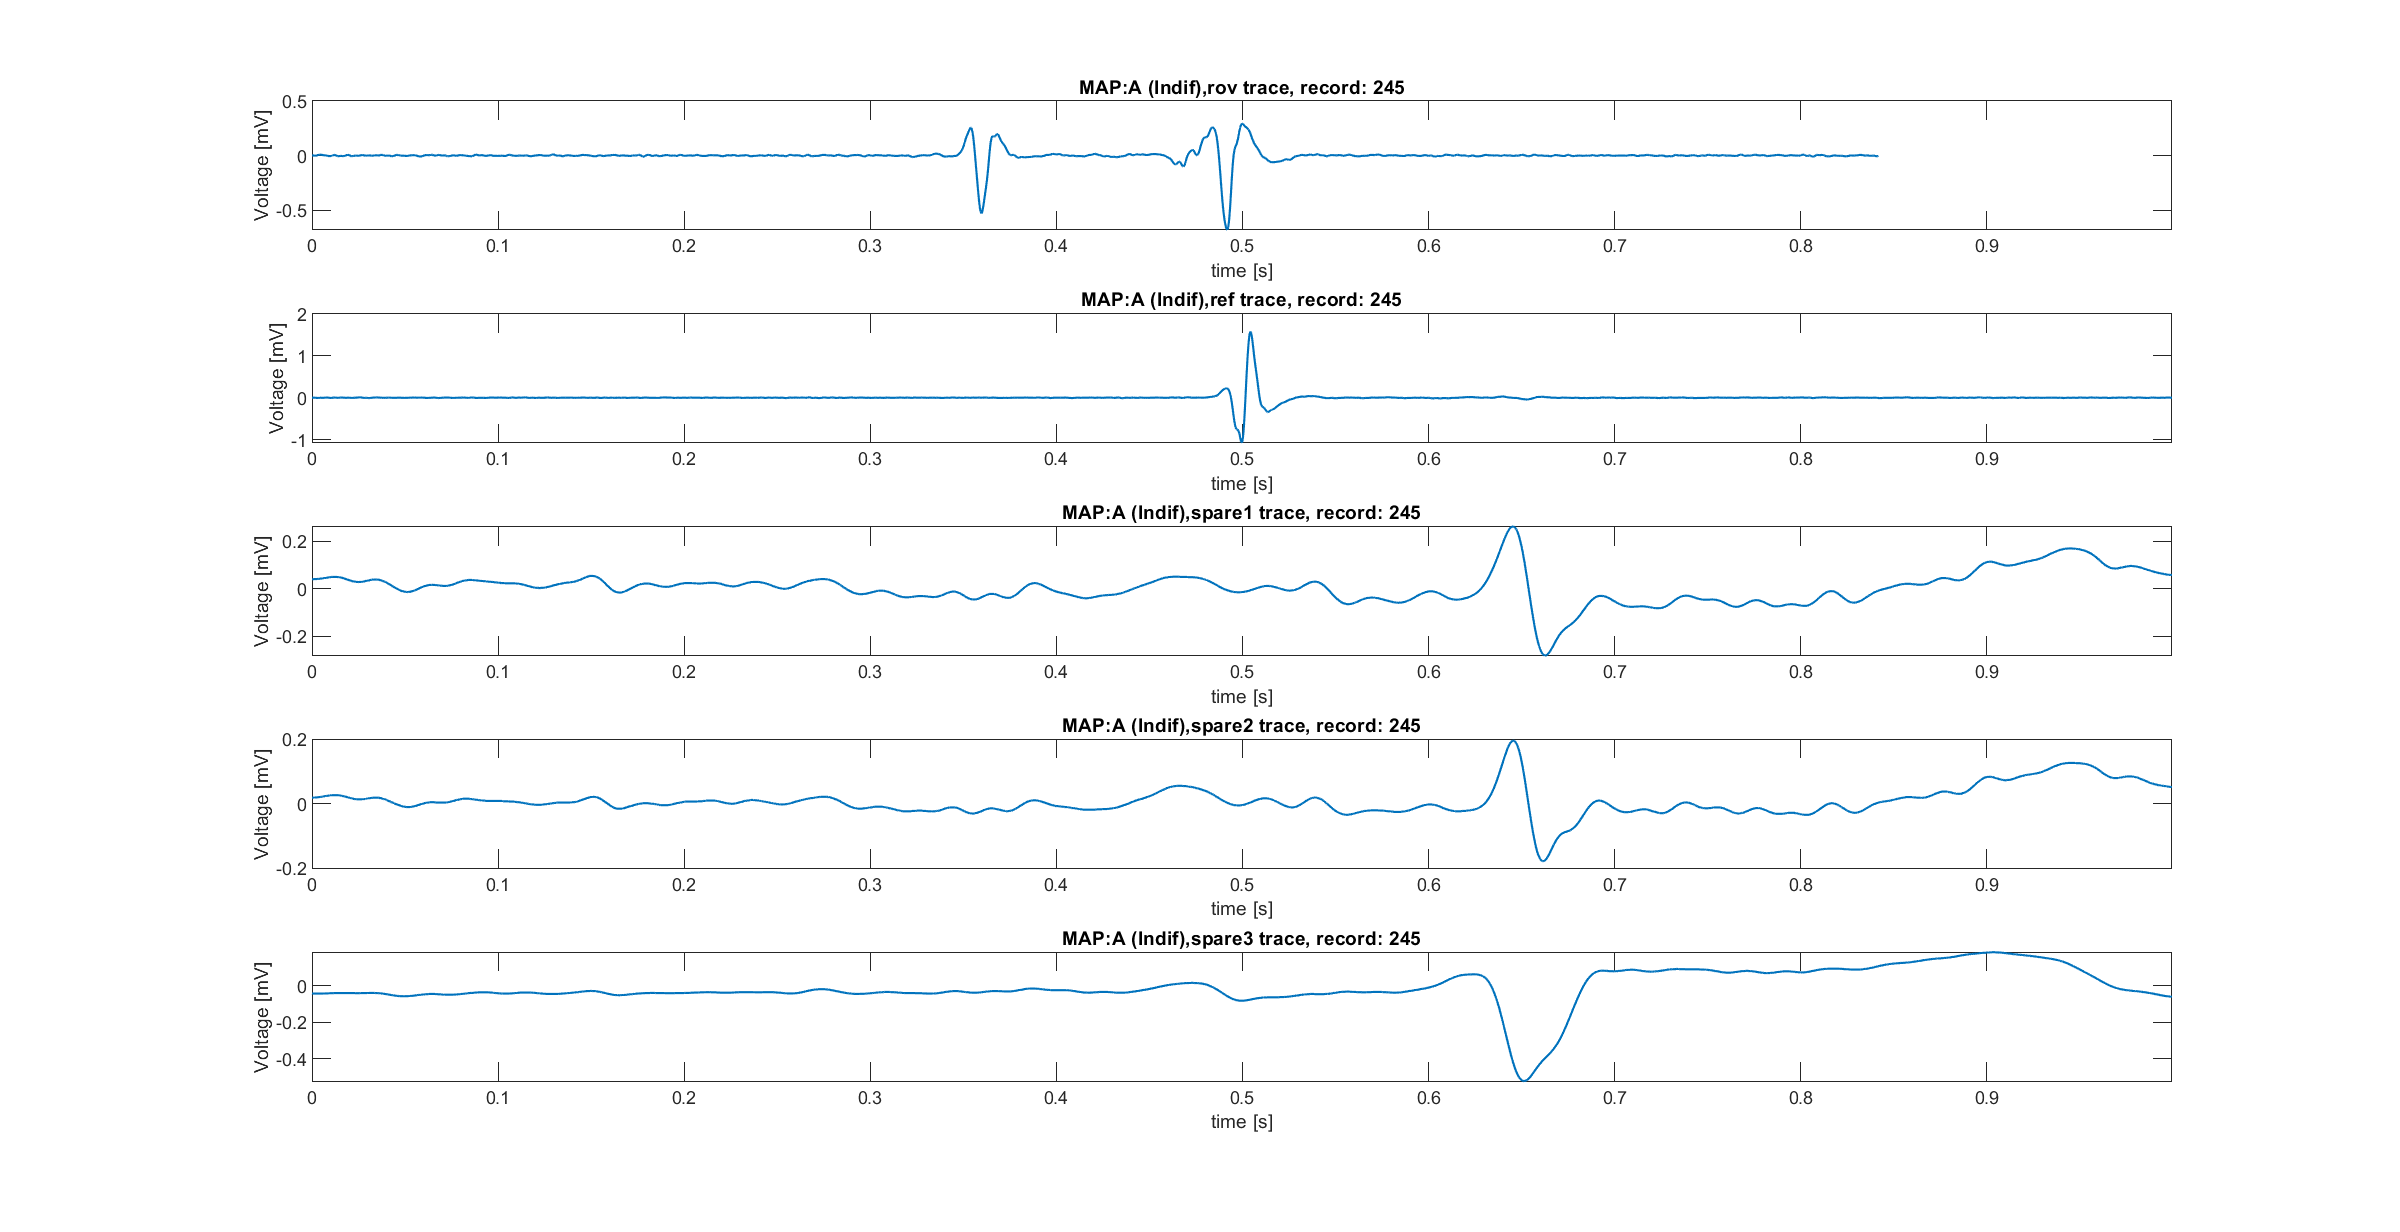 MAP:A (Indif),rov trace, record: 245
Voltage [mV]
0.5
0
-0.5
0 0.1 0.2 0.3 0.4 0.5 0.6 0.7 0.8 0.9
time [s]
MAP:A (Indif),ref trace, record: 245
Voltage [mV]
2
1
0
-1
0 0.1 0.2 0.3 0.4 0.5 0.6 0.7 0.8 0.9
time [s]
MAP:A (Indif),spare1 trace, record: 245
Voltage [mV]
0.2
0
-0.2
0 0.1 0.2 0.3 0.4 0.5 0.6 0.7 0.8 0.9
time [s]
MAP:A (Indif),spare2 trace, record: 245
Voltage [mV]
0.2
0
-0.2
0 0.1 0.2 0.3 0.4 0.5 0.6 0.7 0.8 0.9
time [s]
MAP:A (Indif),spare3 trace, record: 245
Voltage [mV]
0
-0.2
-0.4
0 0.1 0.2 0.3 0.4 0.5 0.6 0.7 0.8 0.9
time [s]